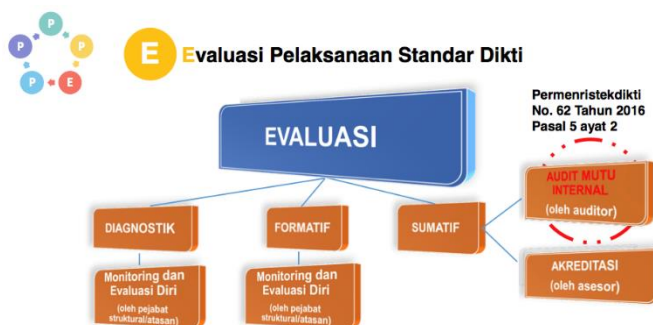 P
P
P
E
P
E
Evaluasi Pelaksanaan Standar Dikti
Permenristekdikti
No. 62 Tahun 2016
Pasal 5 ayat 2
EVALUASI
AUDIT MUTU
INTERNAL
(oleh auditor)
DIAGNOSTIK
FORMATIF
SUMATIF
AKREDITASI
(oleh asesor)
Monitoring dan
Evaluasi Diri
(oleh pejabat
struktural/atasan)
Monitoring dan
Evaluasi Diri
(oleh pejabat
struktural/atasan)